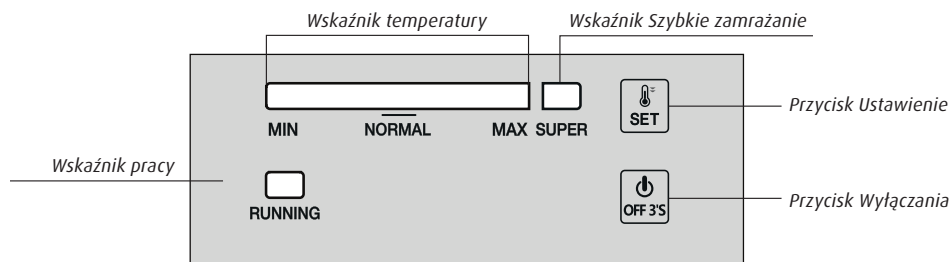 Wskaźnik temperatury
Wskaźnik Szybkie zamrażanie
MIN
NORMAL
MAX
SUPER
SET
Przycisk Ustawienie
Wskaźnik pracy
RUNNING
OFF 3'S
Przycisk Wyłączania